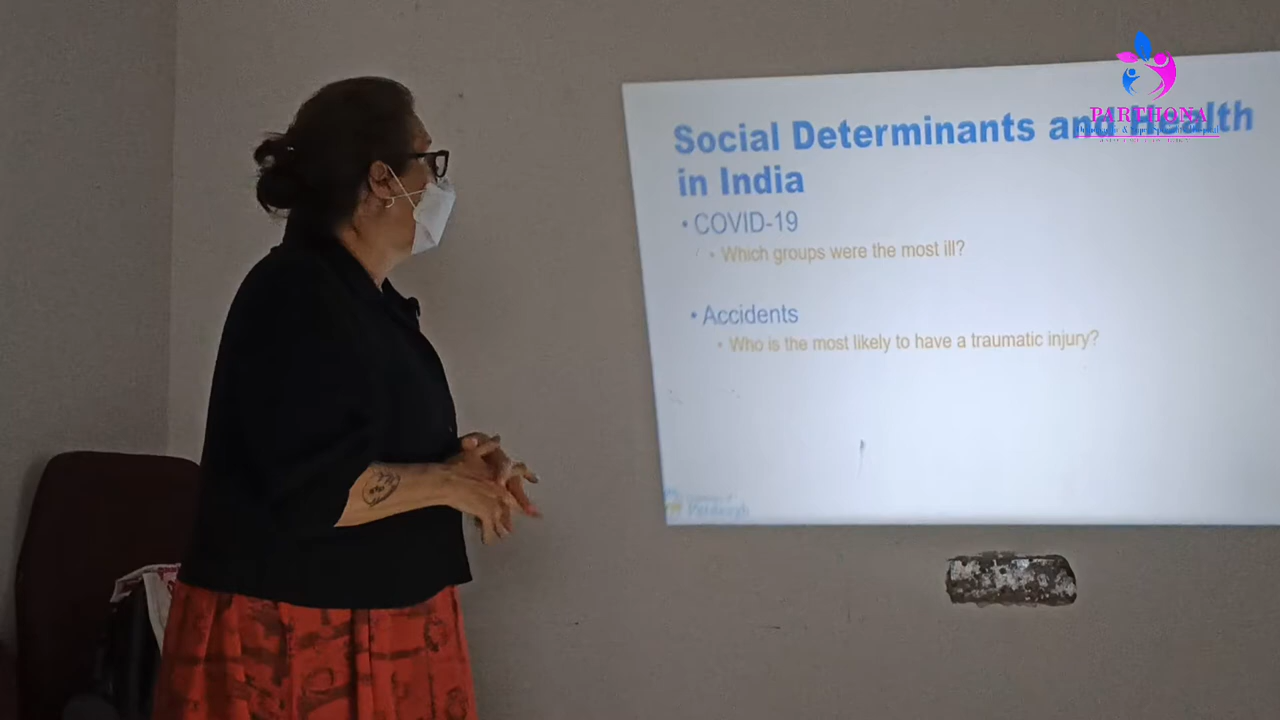 PARTHONA
Social Determinants and Health
in India
• COVID-19
• Which groups were the most ill?
• Accidents
• Who is the most likely to have a traumatic injury?